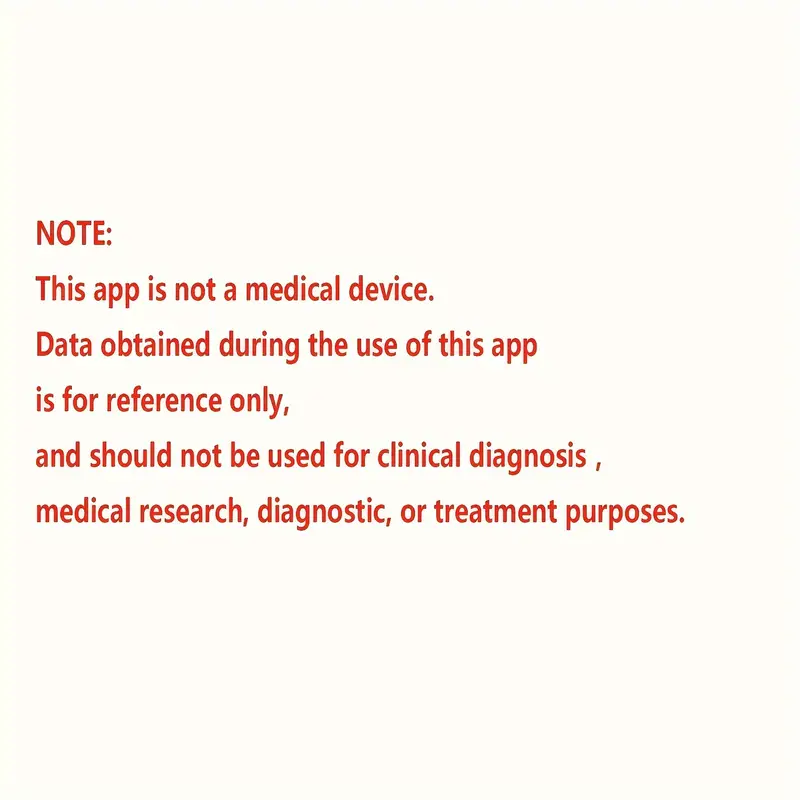 NOTE:
This app is not a medical device.
Data obtained during the use of this app
is for reference only,
and should not be used for clinical diagnosis ,
medical research, diagnostic, or treatment purposes.